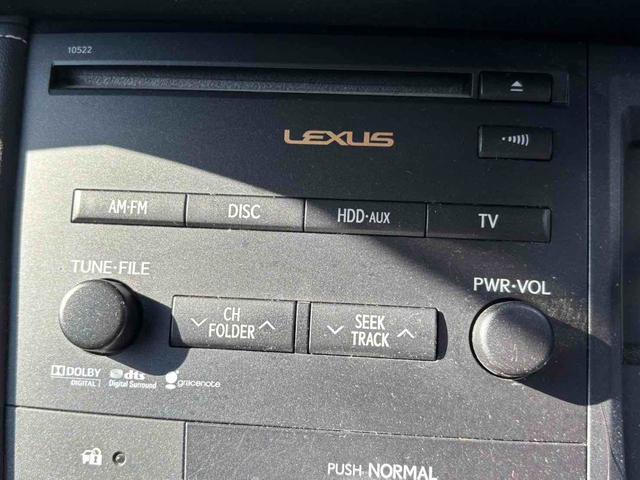 10522
LEXUS
AM·FM DISC HDD·AUX TV
TUNE·FILE PWR·VOL
CH
FOLDER
SEEK
TRACK
DOLBY
DIGITAL
dts
Digital Surround
gracenote
PUSH NORMAL